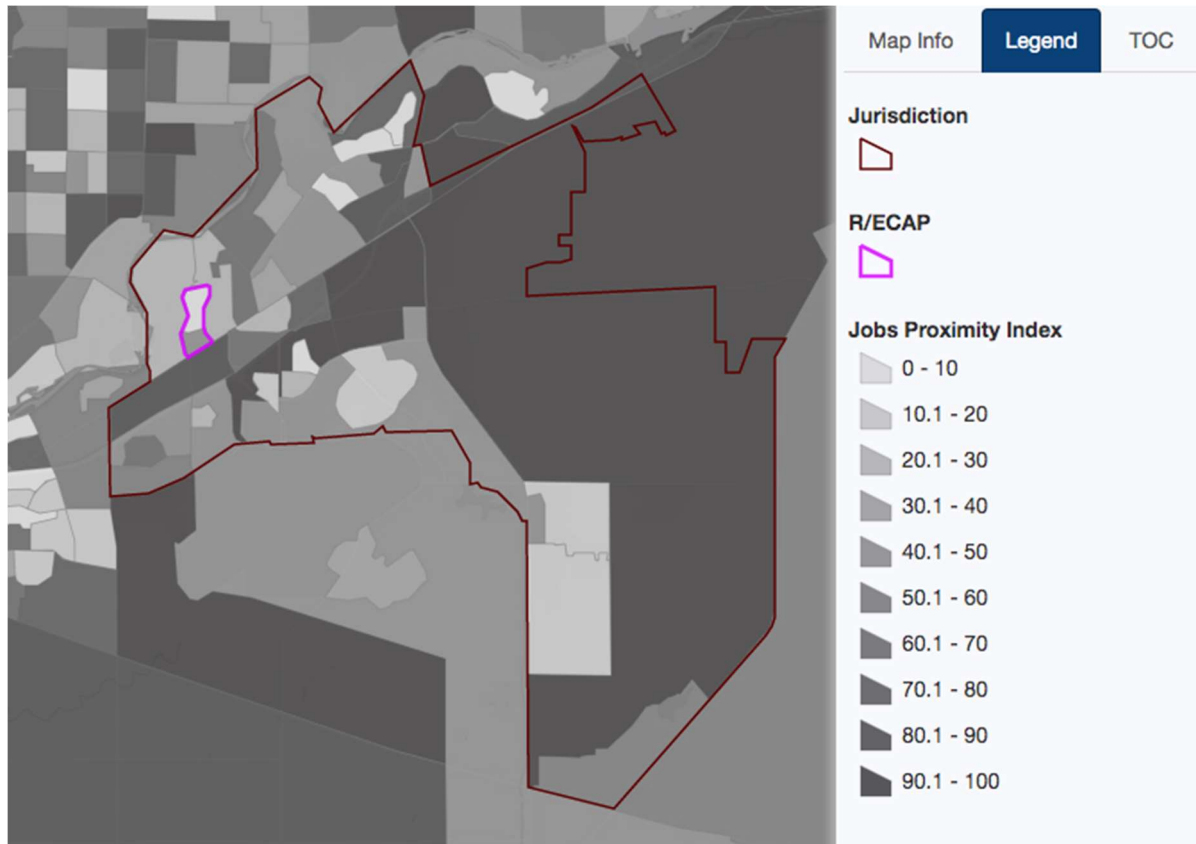 Map Info Legend TOC
Jurisdiction
R/ECAP
Jobs Proximity Index
0 - 10
10.1 - 20
20.1 - 30
30.1 - 40
40.1 - 50
50.1 - 60
60.1 - 70
70.1 - 80
80.1 - 90
90.1 - 100